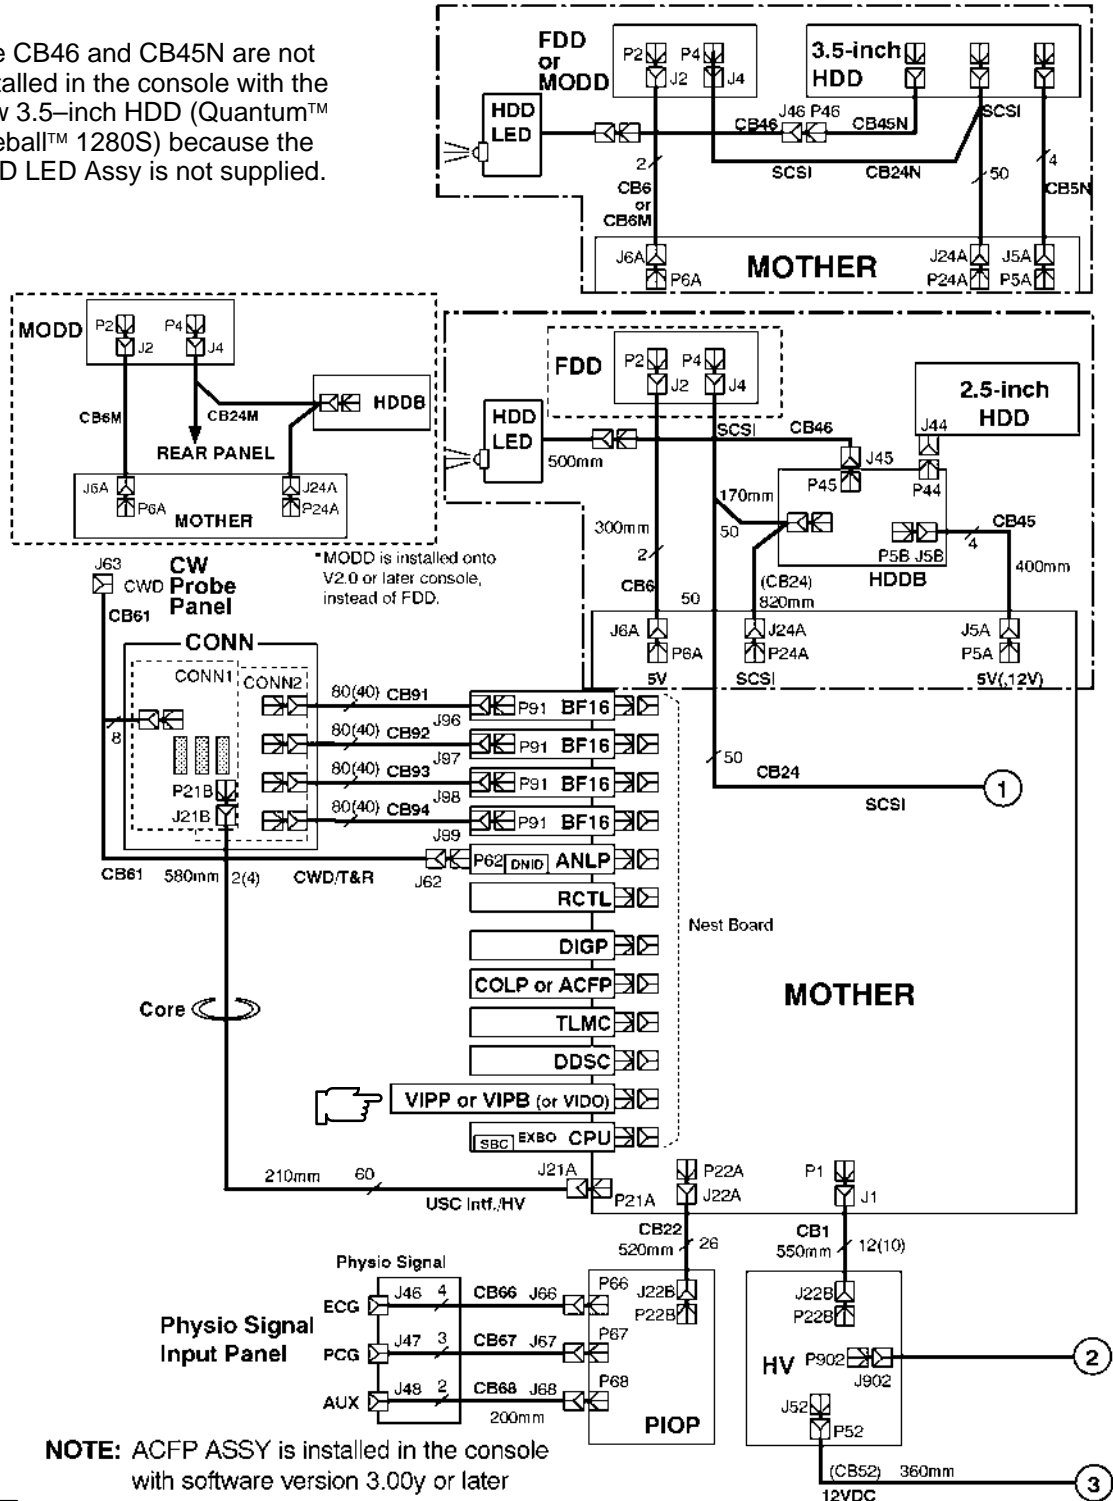 CB46 and CB45N are not
in the console with the
3.5–inch HDD (Quantum™
1280S) because the
LED Assy is not supplied.
FDD
or
MODD
P2
P4
J2
J4
3.5-inch
HDD
HDD
LED
J46 P46
CB46
CB45N
SCSI
SCSI
CB24N
2
50
4
CB6
or
CB6M
CB5N
J6A
P6A
MOTHER
J24A
P24A
J5A
P5A
MODD
P2
P4
J2
J4
CB6M
CB24M
HDDB
REAR PANEL
J6A
P6A
J24A
P24A
MOTHER
*MODD is installed onto
V2.0 or later console,
instead of FDD.
FDD
P2
P4
J2
J4
2.5-inch
HDD
HDD
LED
500mm
SCSI
CB46
J44
J45
P45
P44
170mm
50
300mm
2
CB6
50
P5B J5B
CB45
4
HDDB
400mm
(CB24)
820mm
J6A
P6A
J24A
P24A
J5A
P5A
5V
SCSI
5V(,12V)
J63
CWD
CW
Probe
Panel
CB61
CONN
CONN1
CONN2
8
P21B
J21B
80(40) CB91
J96
P91
BF16
80(40) CB92
J97
P91
BF16
80(40) CB93
J98
P91
BF16
80(40) CB94
J99
P91
BF16
50
CB24
SCSI
1
CB61
580mm
2(4)
CWD/T&R
J62
P62
DNID
ANLP
RCTL
DIGP
COLP or ACFP
TLMC
DDSC
VIPP or VIPB (or VIDO)
SBC
EXBO
CPU
Nest Board
MOTHER
Core
210mm
60
USC Intf./HV
J21A
P21A
P22A
J22A
P1
J1
CB22
520mm
26
CB1
550mm
12(10)
Physio Signal
Physio Signal
Input Panel
ECG
J46
4
CB66
J66
P66
PCG
J47
3
CB67
J67
P67
AUX
J48
2
CB68
J68
P68
200mm
J22B
P22B
PIOP
J22B
P22B
HV
P902
J902
2
J52
P52
(CB52)
360mm
12VDC
3
NOTE: ACFP ASSY is installed in the console
with software version 3.00y or later